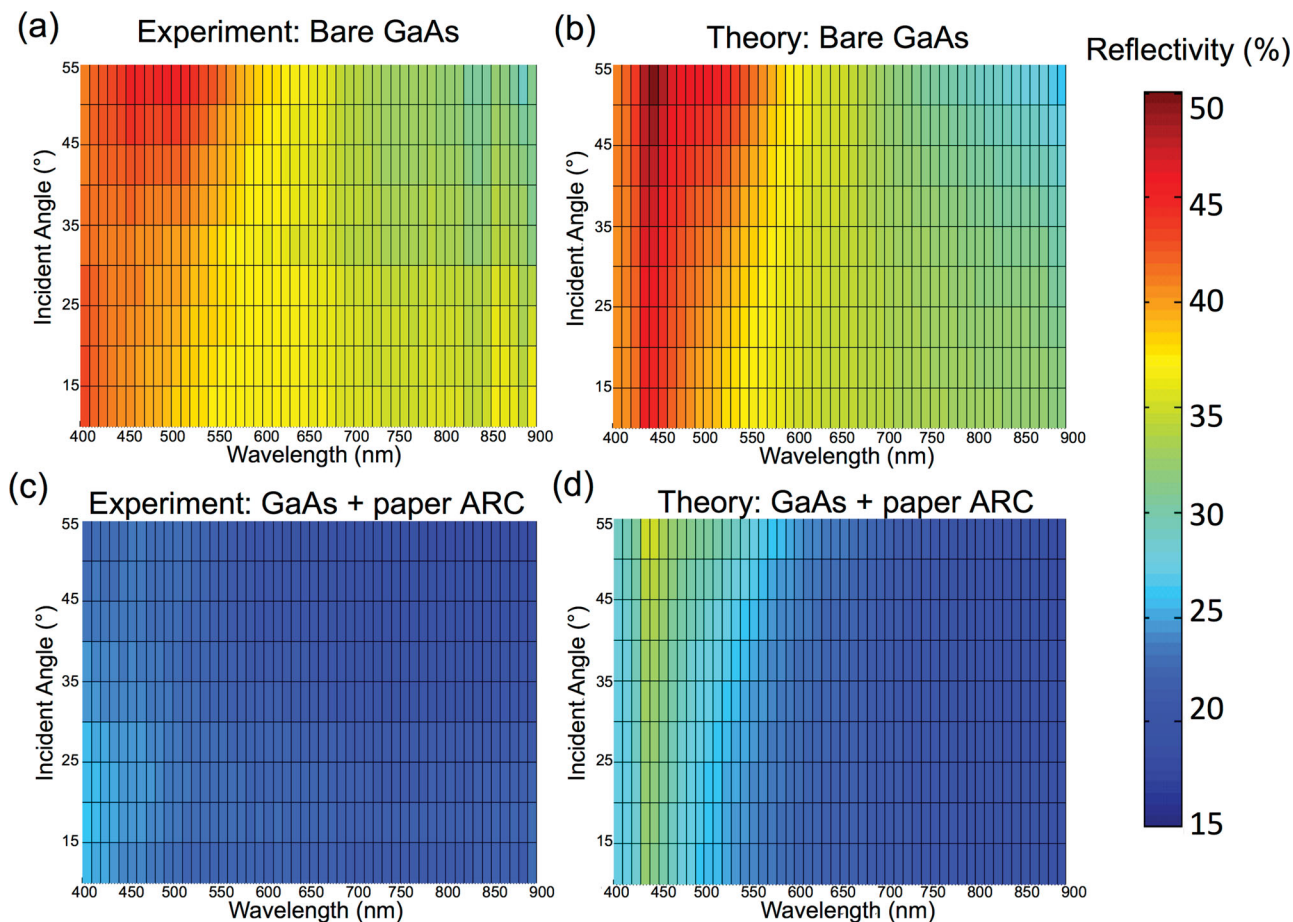 (a) Experiment: Bare GaAs
(b) Theory: Bare GaAs
Reflectivity (%)
55
45
35
25
15
Incident Angle (°)
400 450 500 550 600 650 700 750 800 850 900
Wavelength (nm)
55
45
35
25
15
Incident Angle (°)
400 450 500 550 600 650 700 750 800 850 900
Wavelength (nm)
50
45
40
35
30
25
20
15
(c) Experiment: GaAs + paper ARC
(d) Theory: GaAs + paper ARC
55
45
35
25
15
Incident Angle (°)
400 450 500 550 600 650 700 750 800 850 900
Wavelength (nm)
55
45
35
25
15
Incident Angle (°)
400 450 500 550 600 650 700 750 800 850 900
Wavelength (nm)